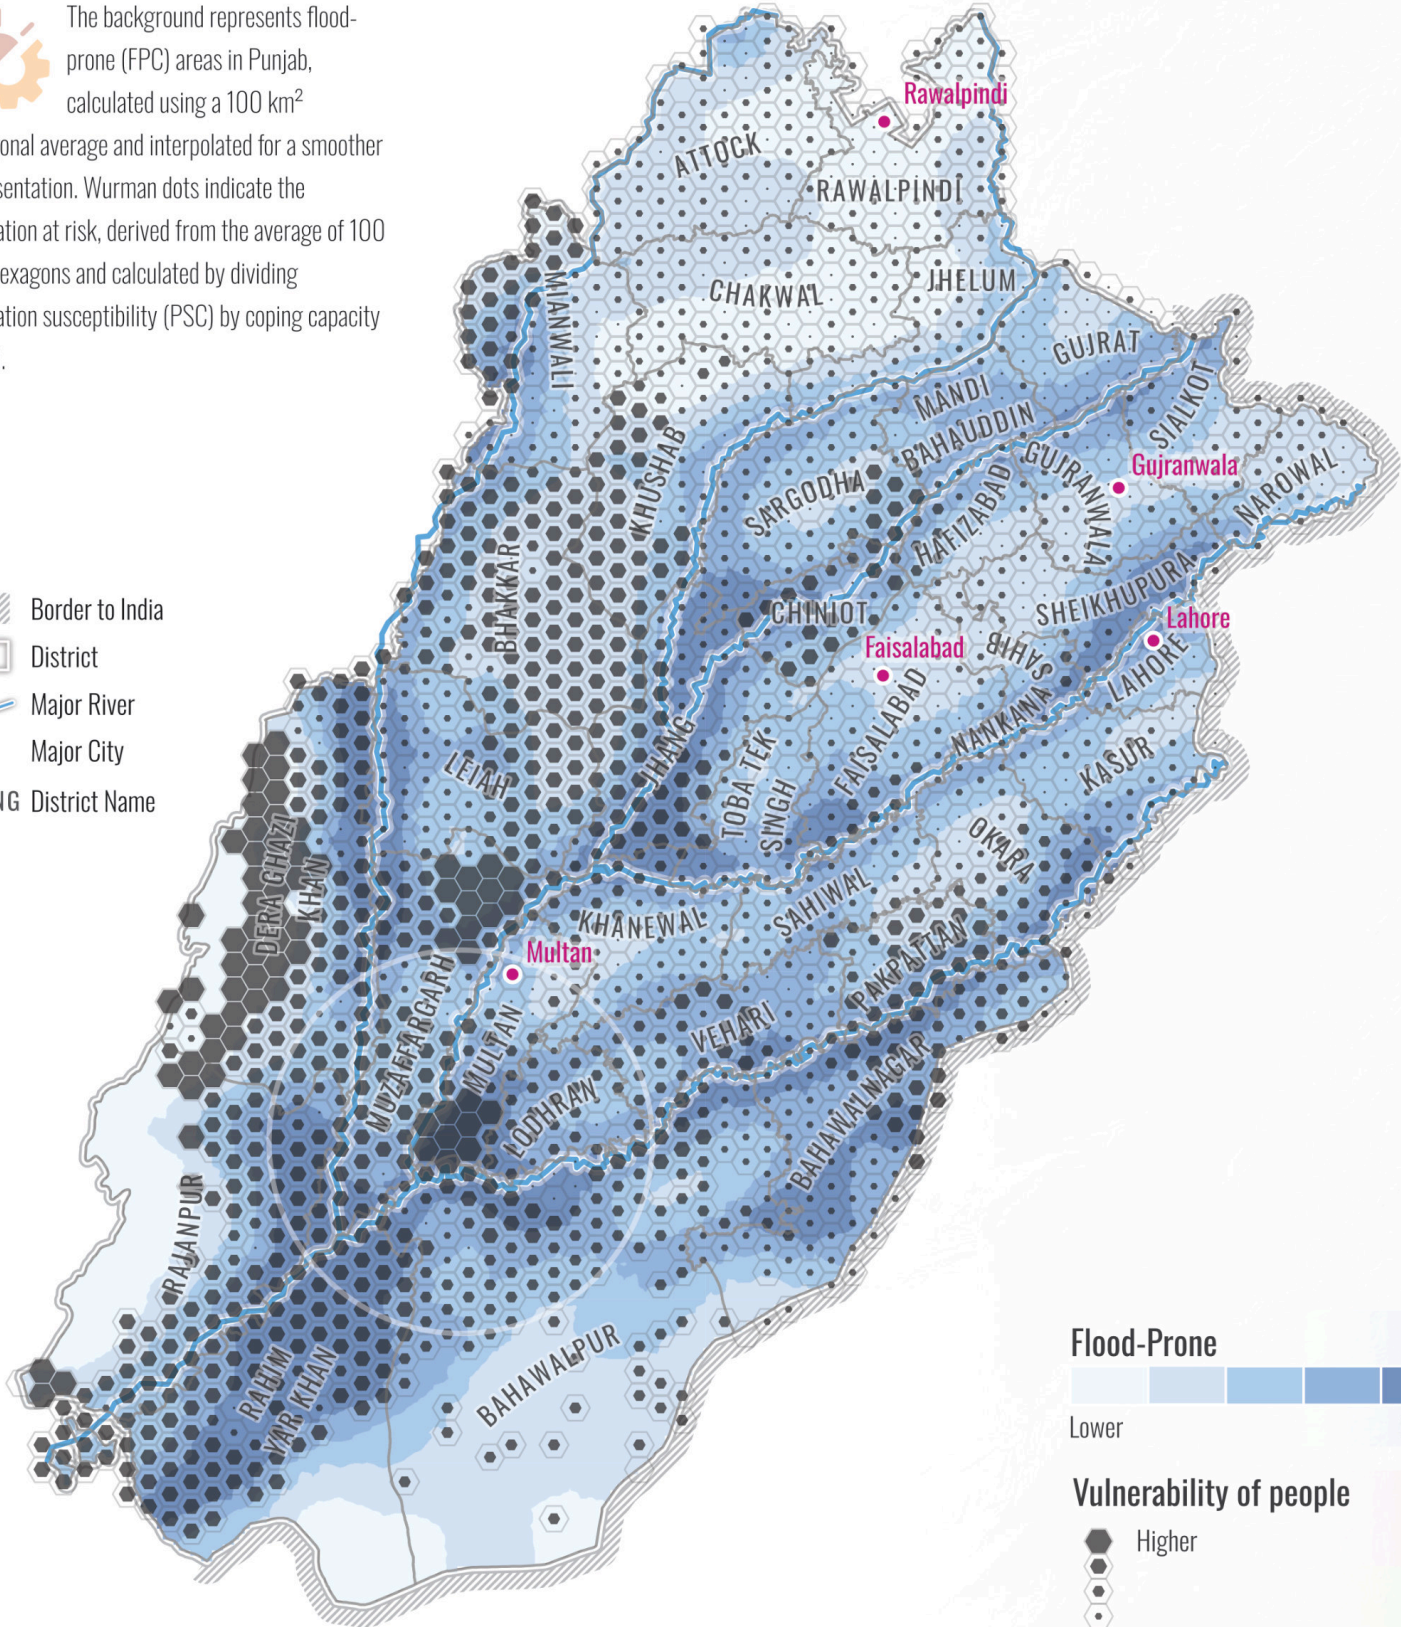 The background represents flood-
prone (FPC) areas in Punjab,
calculated using a 100 km²
onal average and interpolated for a smoother
sentation. Wurman dots indicate the
ation at risk, derived from the average of 100
exagons and calculated by dividing
ation susceptibility (PSC) by coping capacity
.
Rawalpindi
ATTOCK
RAWALPINDI
MIANWALI
CHAKWAL
JHELUM
GUJRAT
MANDI
BAHAUDDIN
SIALKOT
KHUSHAB
SARGODHA
HAFIZABAD
GUJRANWALA
Gujranwala
NAROWAL
BHAKKAR
CHINIOT
SHEIKHUPURA
Border to India
District
Major River
Major City
NG District Name
Faisalabad
SAHIB
Lahore
LAHORE
NANKANA
FAISALABAD
KASUR
LEIAH
JHANG
TOBA TEK
SINGH
OKARA
DERA GHAZI
KHAN
KHANEWAL
SAHIWAL
PAKPATTAN
Multan
MUZAFFARGARH
MULTAN
VEHARI
LODHRAN
BAHAWALNAGAR
RAJANPUR
RAHIM
YAR KHAN
BAHAWALPUR
Flood-Prone
Lower
Vulnerability of people
Higher